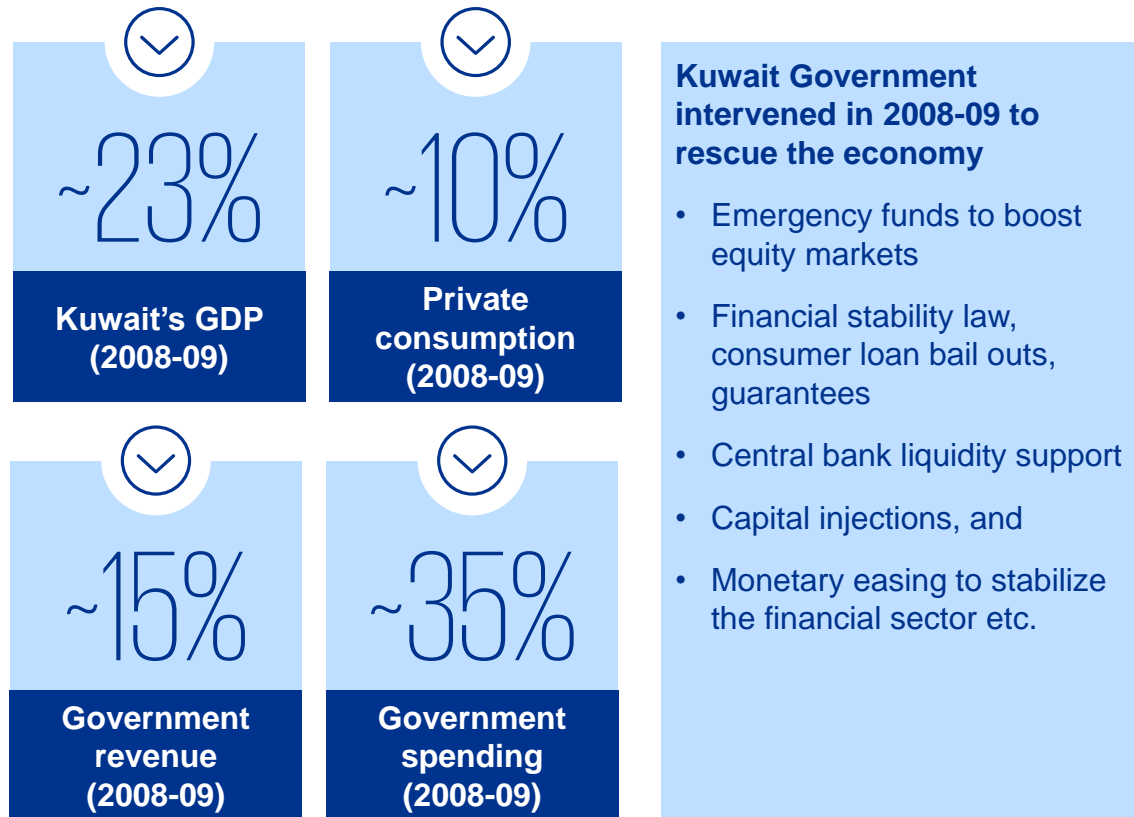 ~23%
Kuwait’s GDP
(2008-09)
~10%
Private
consumption
(2008-09)
~15%
Government
revenue
(2008-09)
~35%
Government
spending
(2008-09)
Kuwait Government
intervened in 2008-09 to
rescue the economy
• Emergency funds to boost
equity markets
• Financial stability law,
consumer loan bail outs,
guarantees
• Central bank liquidity support
• Capital injections, and
• Monetary easing to stabilize
the financial sector etc.